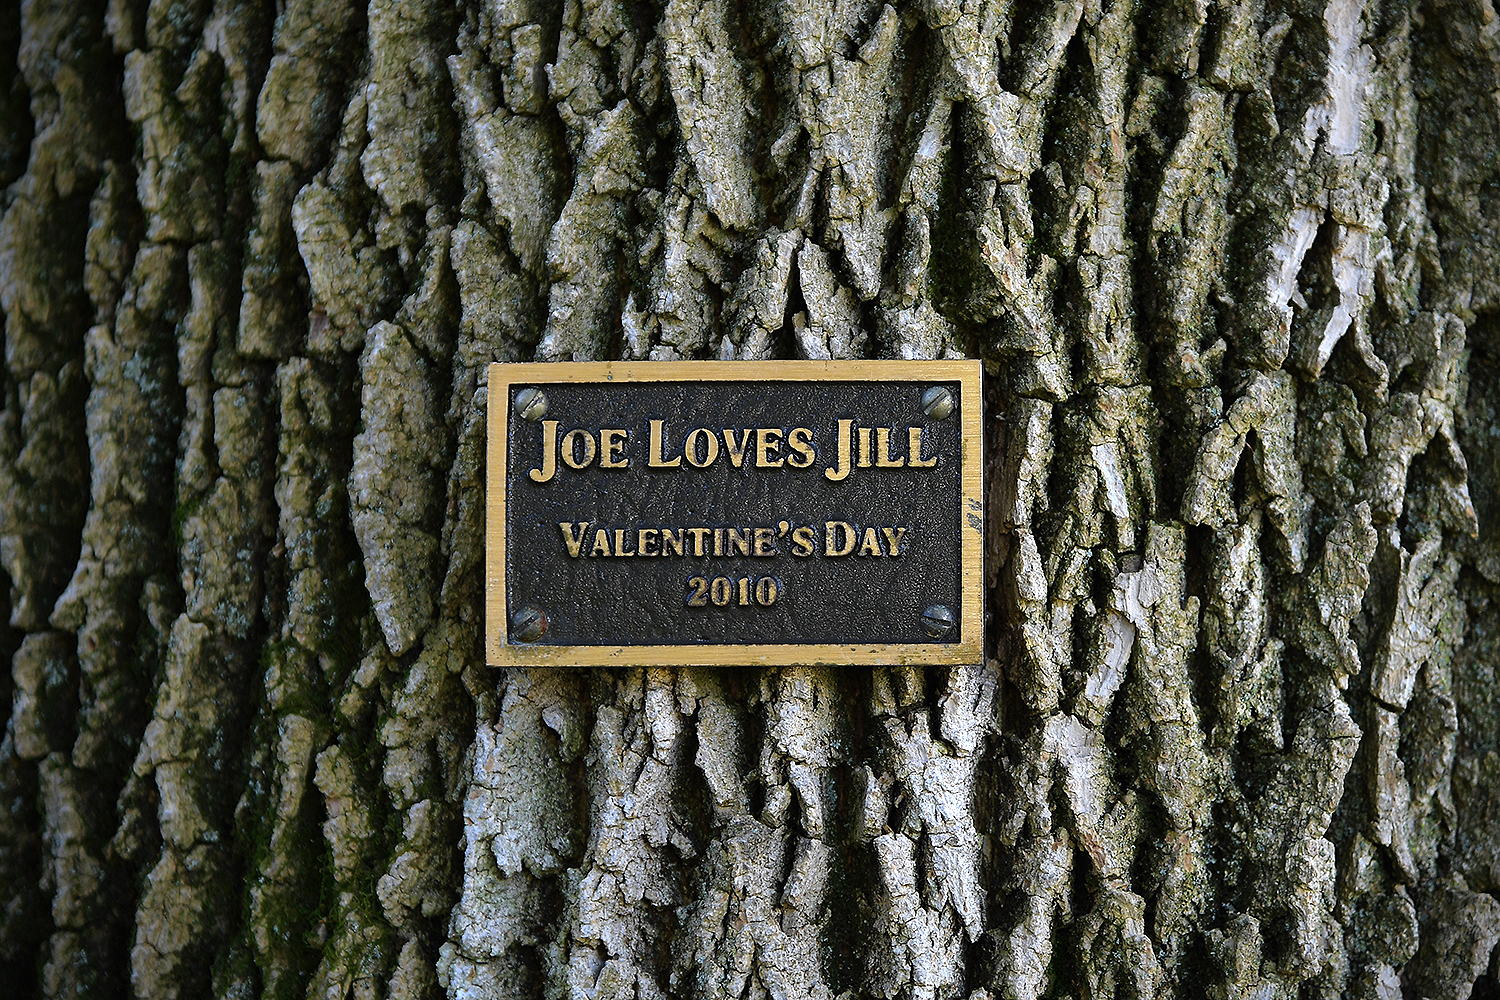 JOE LOVES JILL
VALENTINE'S DAY
2010